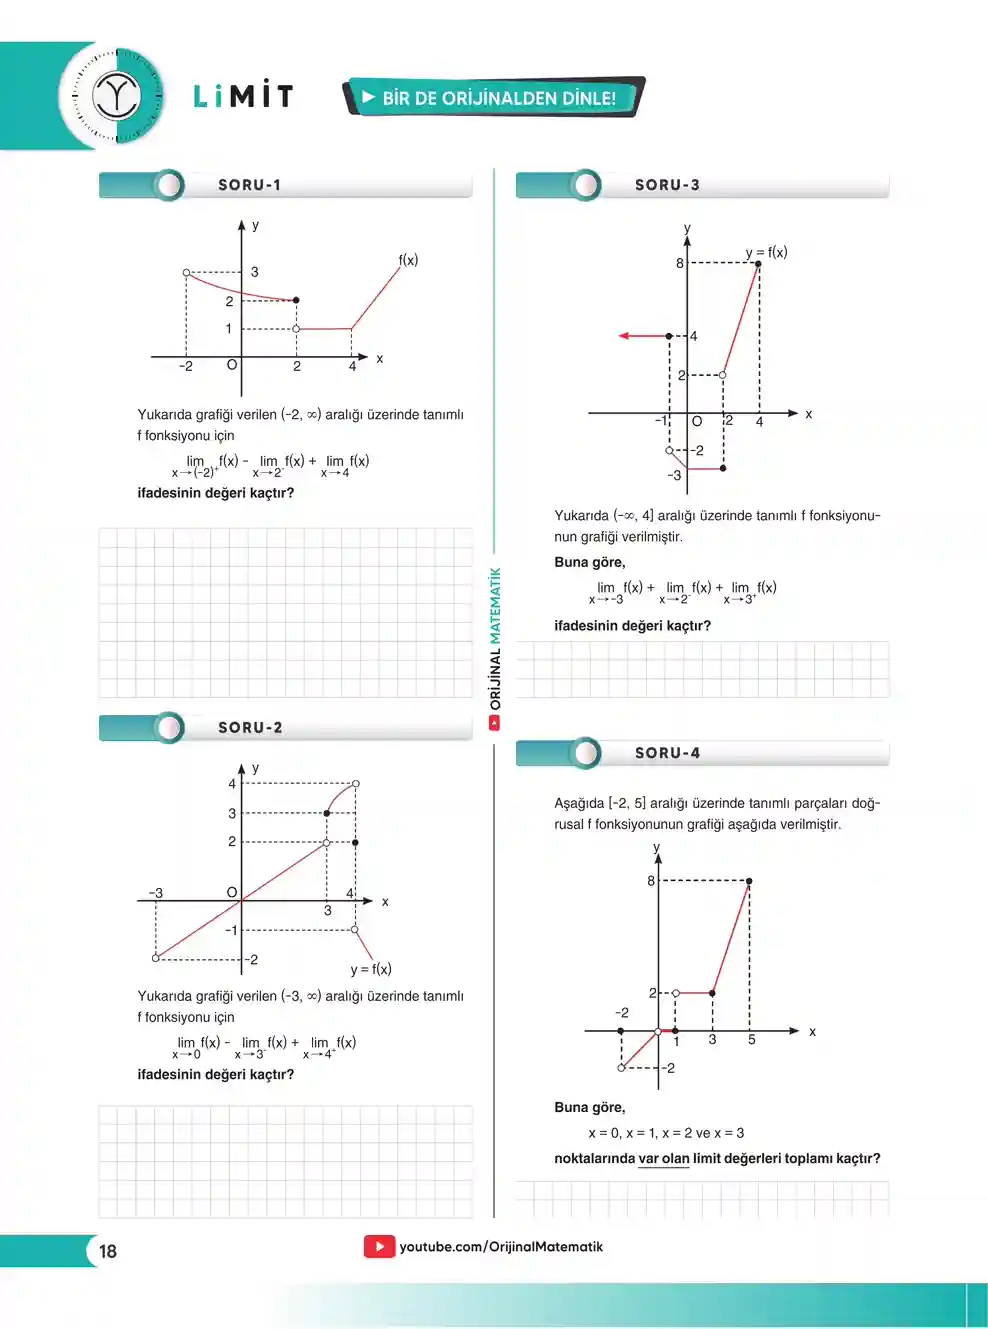 LiMİT
BİR DE ORİJİNALDEN DİNLE!
SORU-1
y
f(x)
3
2
1
-2
O
2
4
x
Yukarıda grafiği verilen (-2, ∞) aralığı üzerinde tanımlı
f fonksiyonu için
lim f(x) - lim f(x) + lim f(x)
x→(-2)⁺ x→2⁻ x→4
ifadesinin değeri kaçtır?
SORU-2
y
4
3
2
-3
O
4
x
3
-1
-2
y = f(x)
Yukarıda grafiği verilen (-3, ∞) aralığı üzerinde tanımlı
f fonksiyonu için
lim f(x) - lim f(x) + lim f(x)
x→0 x→3⁻ x→4⁺
ifadesinin değeri kaçtır?
ORİJİNAL MATEMATİK
SORU-3
y
y = f(x)
8
4
2
-1
O
2
4
x
-2
-3
Yukarıda (-∞, 4] aralığı üzerinde tanımlı f fonksiyonu-
nun grafiği verilmiştir.
Buna göre,
lim f(x) + lim f(x) + lim f(x)
x→-3 x→2⁻ x→3⁺
ifadesinin değeri kaçtır?
SORU-4
Aşağıda [-2, 5] aralığı üzerinde tanımlı parçaları doğ-
rusal f fonksiyonunun grafiği aşağıda verilmiştir.
y
8
2
-2
1
3
5
x
-2
Buna göre,
x = 0, x = 1, x = 2 ve x = 3
noktalarında var olan limit değerleri toplamı kaçtır?
18
youtube.com/OrijinalMatematik